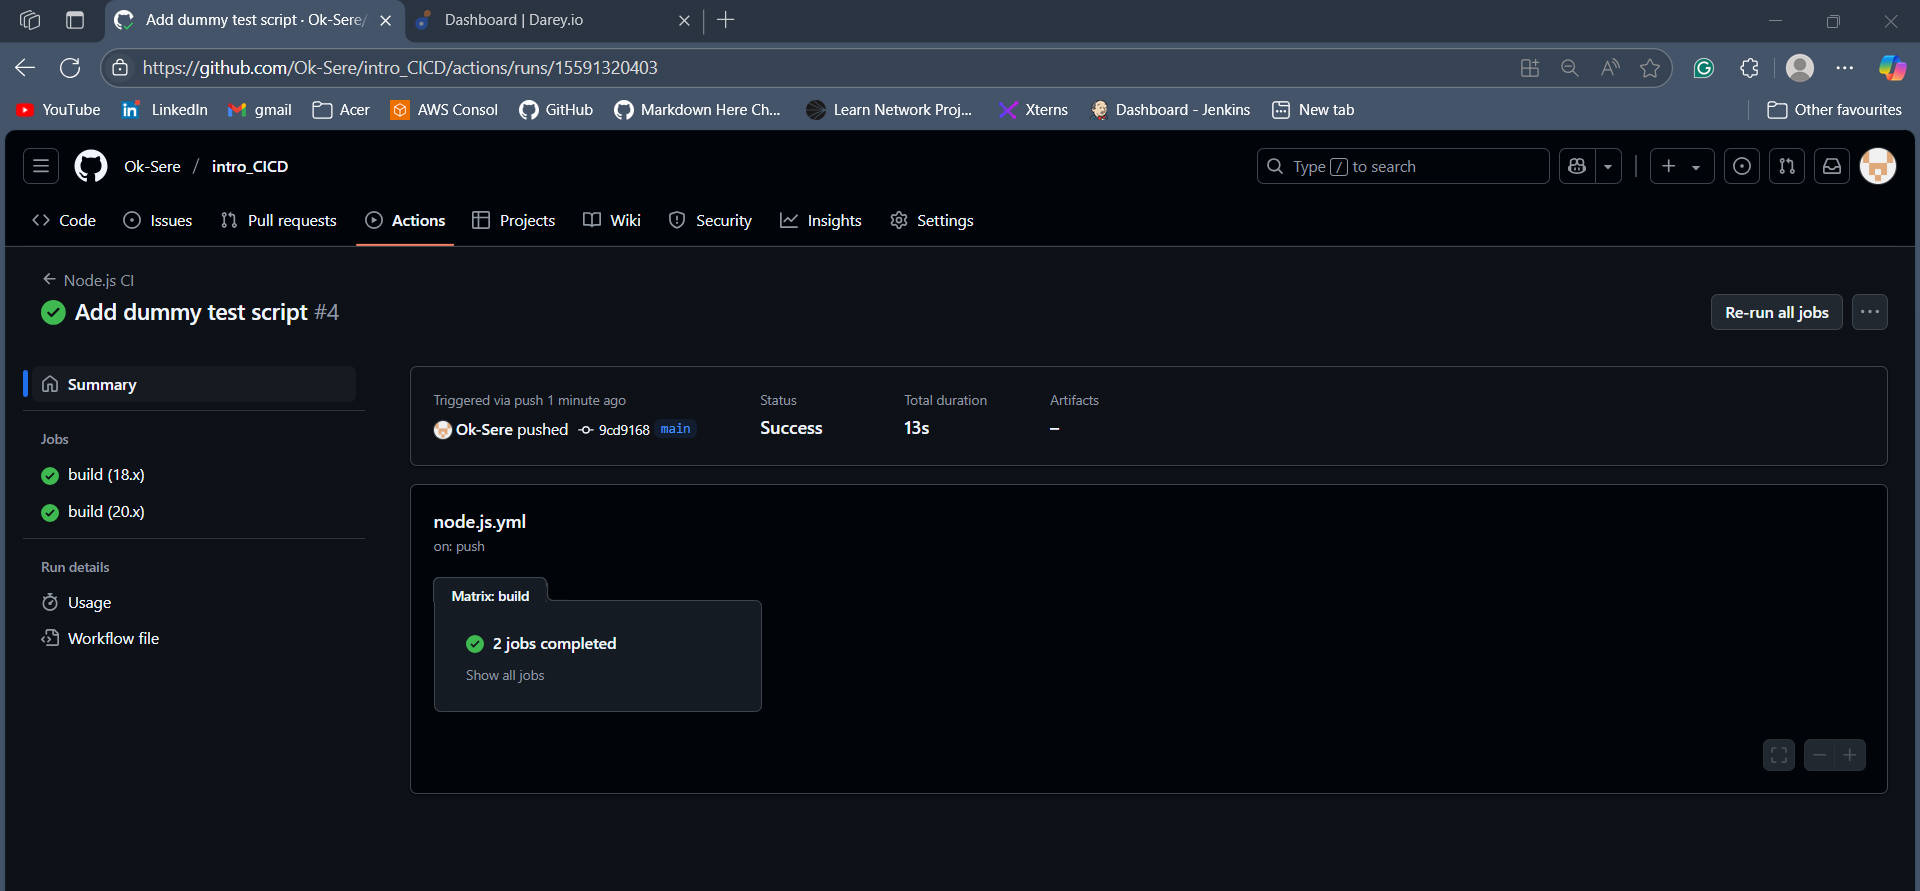 Add dummy test script · Ok-Sere/
Dashboard | Darey.io
https://github.com/Ok-Sere/intro_CICD/actions/runs/15591320403
YouTube LinkedIn gmail Acer AWS Consol GitHub Markdown Here Ch... Learn Network Proj... Xterns Dashboard - Jenkins New tab Other favourites
Ok-Sere / intro_CICD
Type / to search
Code Issues Pull requests Actions Projects Wiki Security Insights Settings
← Node.js CI
Add dummy test script #4
Re-run all jobs
Summary
Jobs
build (18.x)
build (20.x)
Run details
Usage
Workflow file
Triggered via push 1 minute ago
Ok-Sere pushed 9cd9168 main
Status
Success
Total duration
13s
Artifacts
–
node.js.yml
on: push
Matrix: build
2 jobs completed
Show all jobs